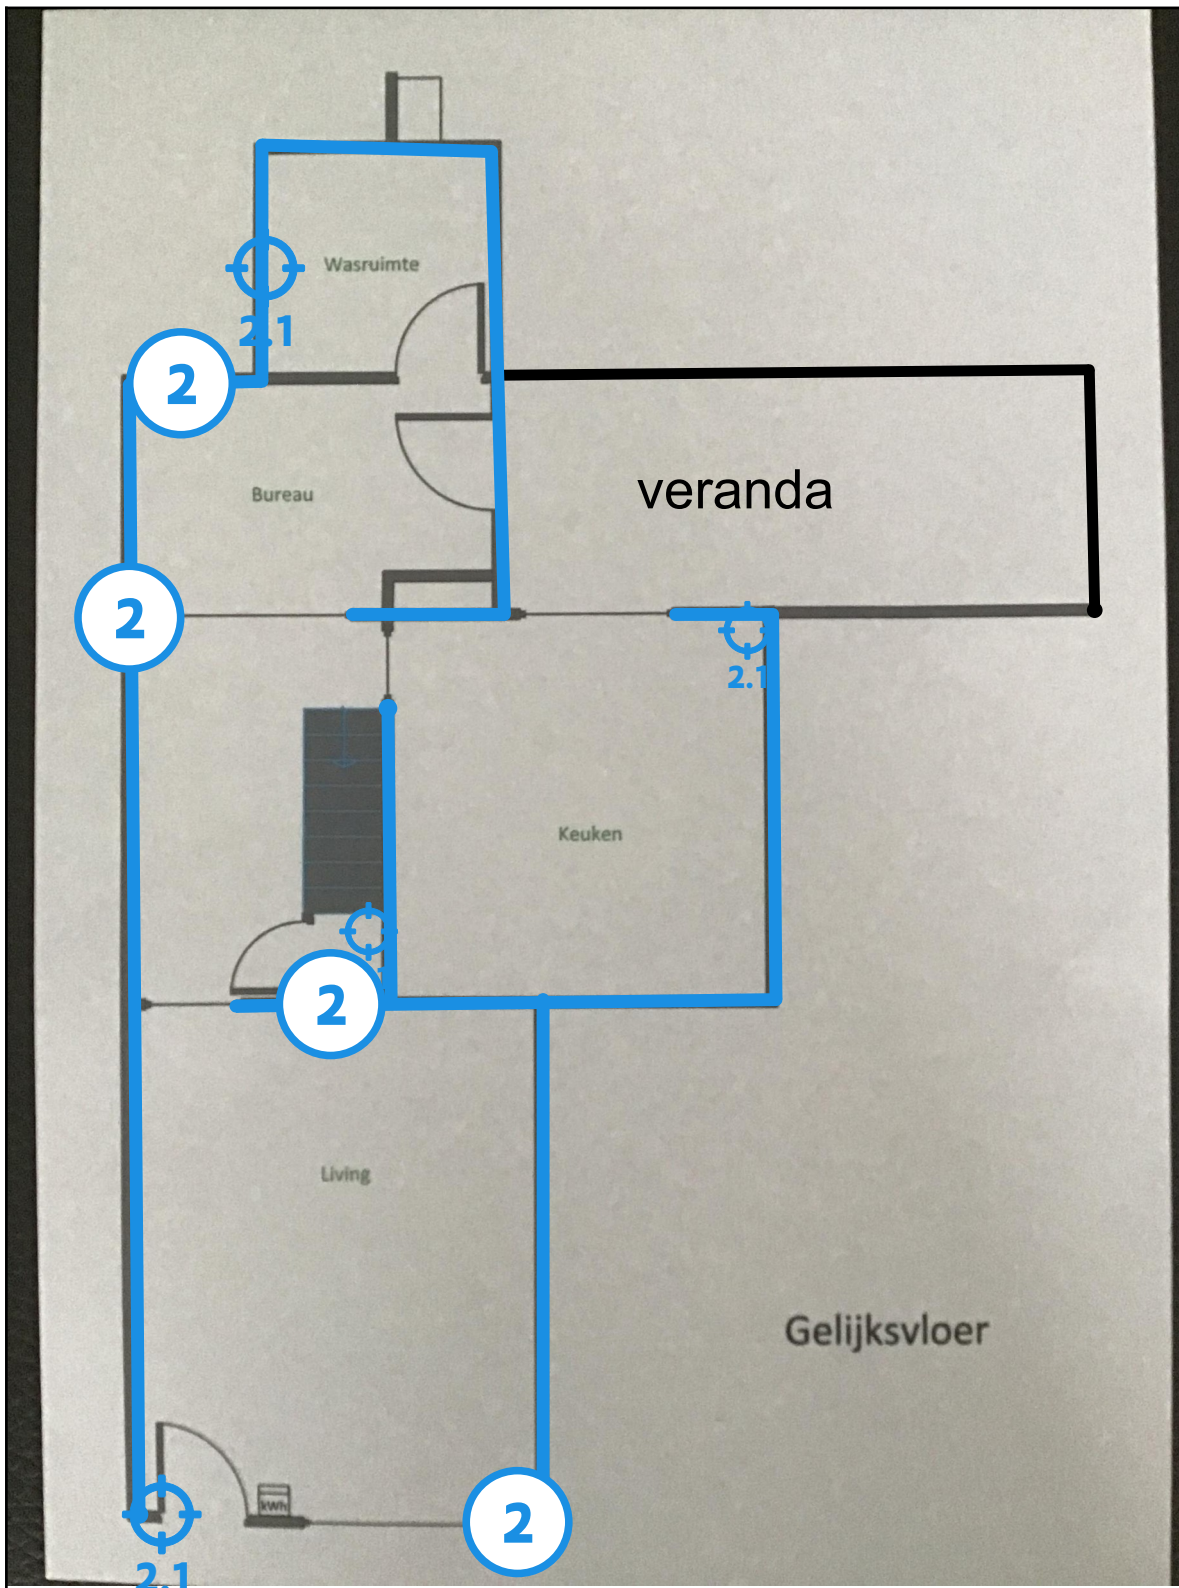 Wasruimte
2.1
2
veranda
Bureau
2
2.1
Keuken
2
Living
Gelijksvloer
kWh
2
2.1